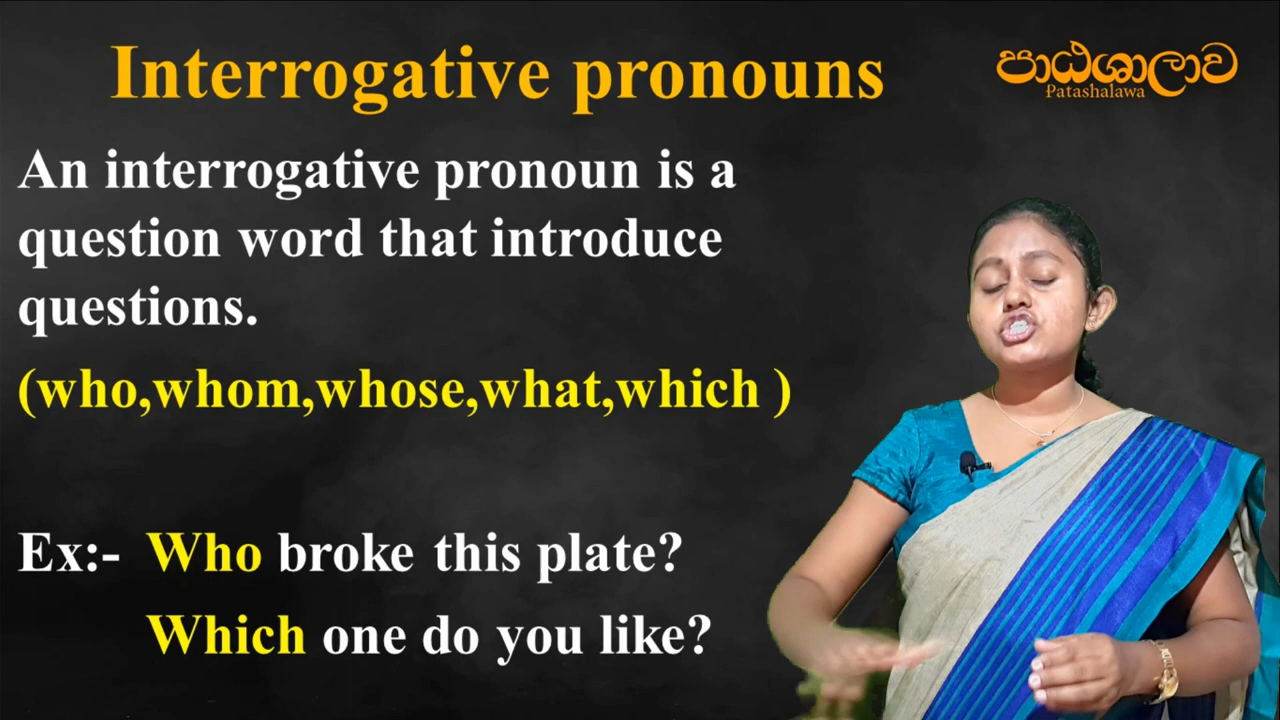 Interrogative pronouns
පාඨශාලාව
Patashalawa
An interrogative pronoun is a
question word that introduce
questions.
(who,whom,whose,what,which )
Ex:- Who broke this plate?
Which one do you like?